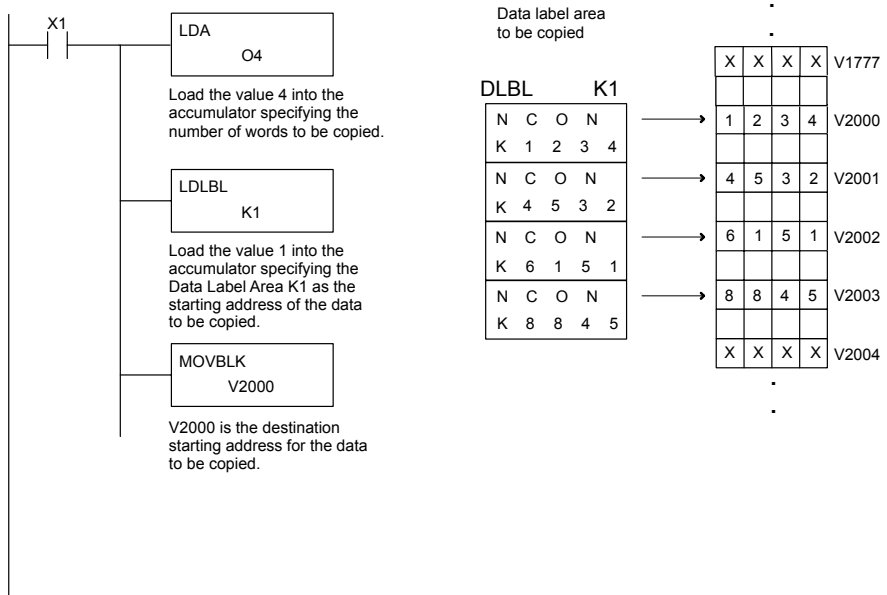 X1
LDA
O4
Load the value 4 into the
accumulator specifying the
number of words to be copied.
LDLBL
K1
Load the value 1 into the
accumulator specifying the
Data Label Area K1 as the
starting address of the data
to be copied.
MOVBLK
V2000
V2000 is the destination
starting address for the data
to be copied.
Data label area
to be copied
DLBL K1
N C O N
K 1 2 3 4
N C O N
K 4 5 3 2
N C O N
K 6 1 5 1
N C O N
K 8 8 4 5
X X X X V1777
1 2 3 4 V2000
4 5 3 2 V2001
6 1 5 1 V2002
8 8 4 5 V2003
X X X X V2004